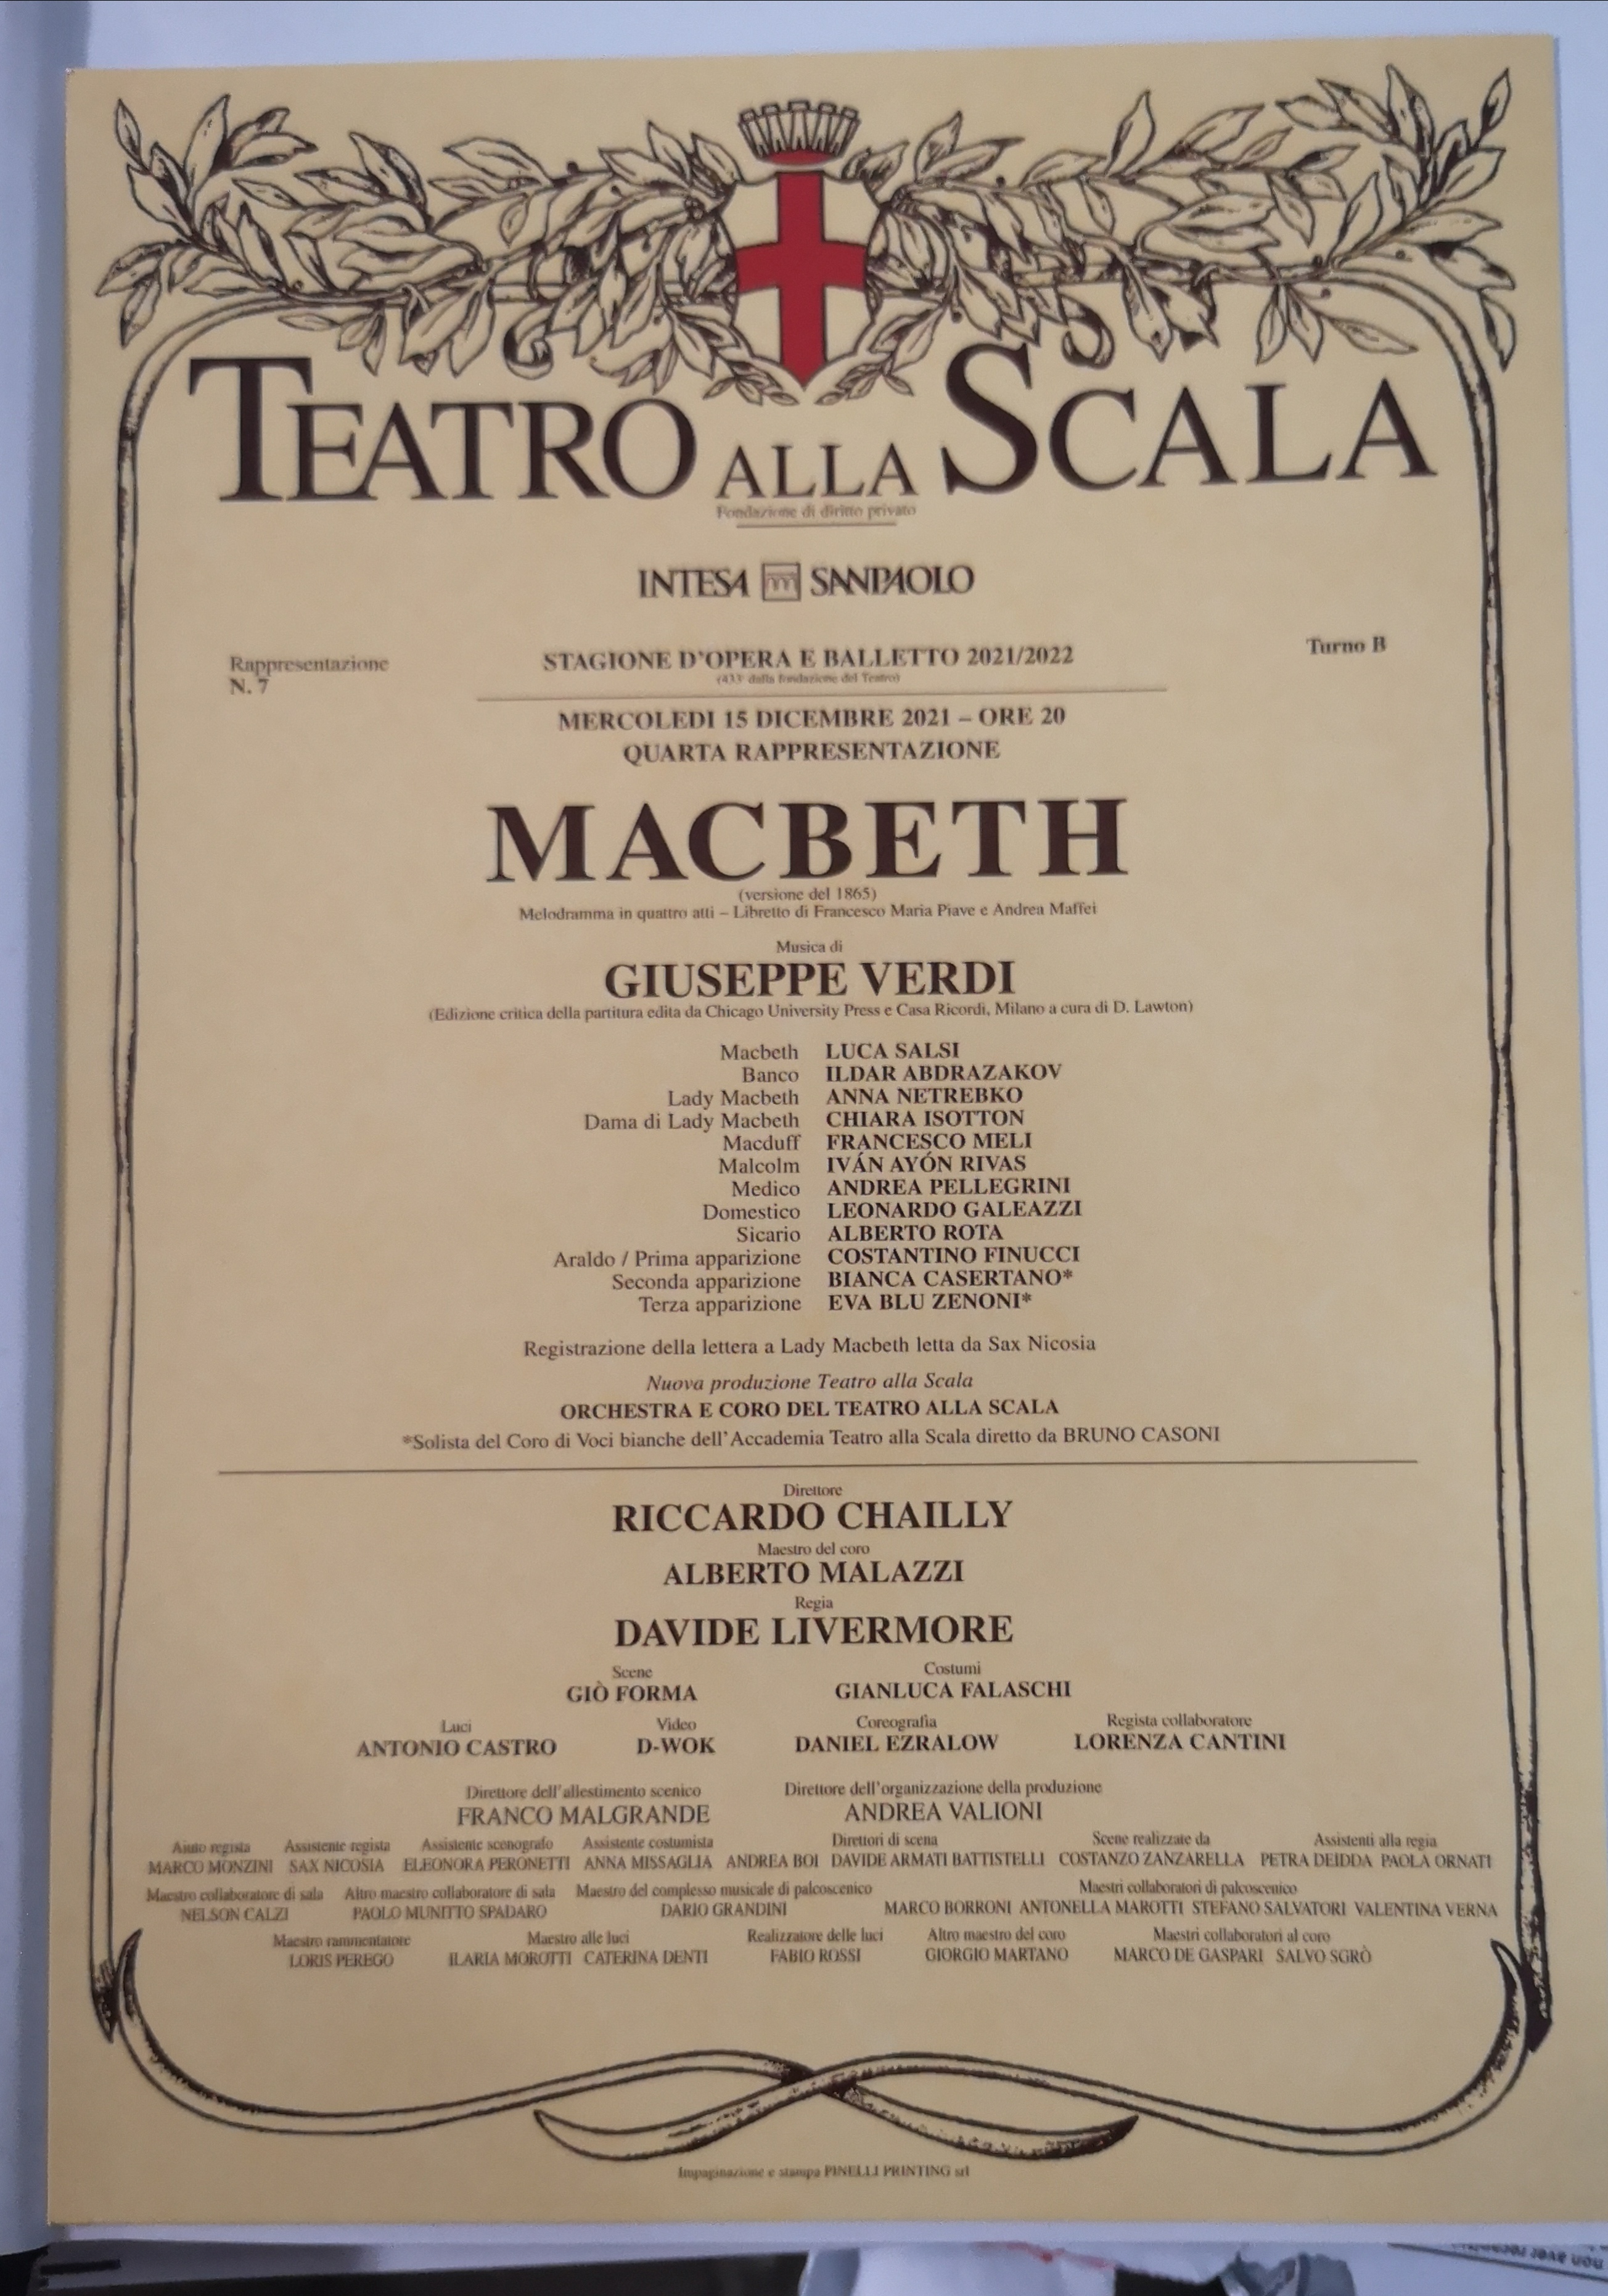 TEATRO ALLA SCALA
Fondazione di diritto privato
INTESA SANPAOLO
Rappresentazione
N. 7
STAGIONE D'OPERA E BALLETTO 2021/2022
(433ª dalla fondazione del Teatro)
Turno B
MERCOLEDI 15 DICEMBRE 2021 – ORE 20
QUARTA RAPPRESENTAZIONE
MACBETH
(versione del 1865)
Melodramma in quattro atti – Libretto di Francesco Maria Piave e Andrea Maffei
Musica di
GIUSEPPE VERDI
(Edizione critica della partitura edita da Chicago University Press e Casa Ricordi, Milano a cura di D. Lawton)
Macbeth LUCA SALSI
Banco ILDAR ABDRAZAKOV
Lady Macbeth ANNA NETREBKO
Dama di Lady Macbeth CHIARA ISOTTON
Macduff FRANCESCO MELI
Malcolm IVÁN AYÓN RIVAS
Medico ANDREA PELLEGRINI
Domestico LEONARDO GALEAZZI
Sicario ALBERTO ROTA
Araldo / Prima apparizione COSTANTINO FINUCCI
Seconda apparizione BIANCA CASERTANO*
Terza apparizione EVA BLU ZENONI*
Registrazione della lettera a Lady Macbeth letta da Sax Nicosia
Nuova produzione Teatro alla Scala
ORCHESTRA E CORO DEL TEATRO ALLA SCALA
*Solista del Coro di Voci bianche dell'Accademia Teatro alla Scala diretto da BRUNO CASONI
Direttore
RICCARDO CHAILLY
Maestro del coro
ALBERTO MALAZZI
Regia
DAVIDE LIVERMORE
Scene Costumi
GIÒ FORMA GIANLUCA FALASCHI
Luci Video Coreografia Regista collaboratore
ANTONIO CASTRO D-WOK DANIEL EZRALOW LORENZA CANTINI
Direttore dell'allestimento scenico Direttore dell'organizzazione della produzione
FRANCO MALGRANDE ANDREA VALIONI
Aiuto regista Assistente regista Assistente scenografo Assistente costumista Direttori di scena Scene realizzate da Assistenti alla regia
MARCO MONZINI SAX NICOSIA ELEONORA PERONETTI ANNA MISSAGLIA ANDREA BOI DAVIDE ARMATI BATTISTELLI COSTANZO ZANZARELLA PETRA DEIDDA PAOLA ORNATI
Maestro collaboratore di sala Altro maestro collaboratore di sala Maestro del complesso musicale di palcoscenico Maestri collaboratori di palcoscenico
NELSON CALZI PAOLO MUNITTO SPADARO DARIO GRANDINI MARCO BORRONI ANTONELLA MAROTTI STEFANO SALVATORI VALENTINA VERNA
Maestro rammentatore Maestro alle luci Realizzatore delle luci Altro maestro del coro Maestri collaboratori al coro
LORIS PEREGO ILARIA MOROTTI CATERINA DENTI FABIO ROSSI GIORGIO MARTANO MARCO DE GASPARI SALVO SGRÒ
Impaginazione e stampa PINELLI PRINTING srl
non aver